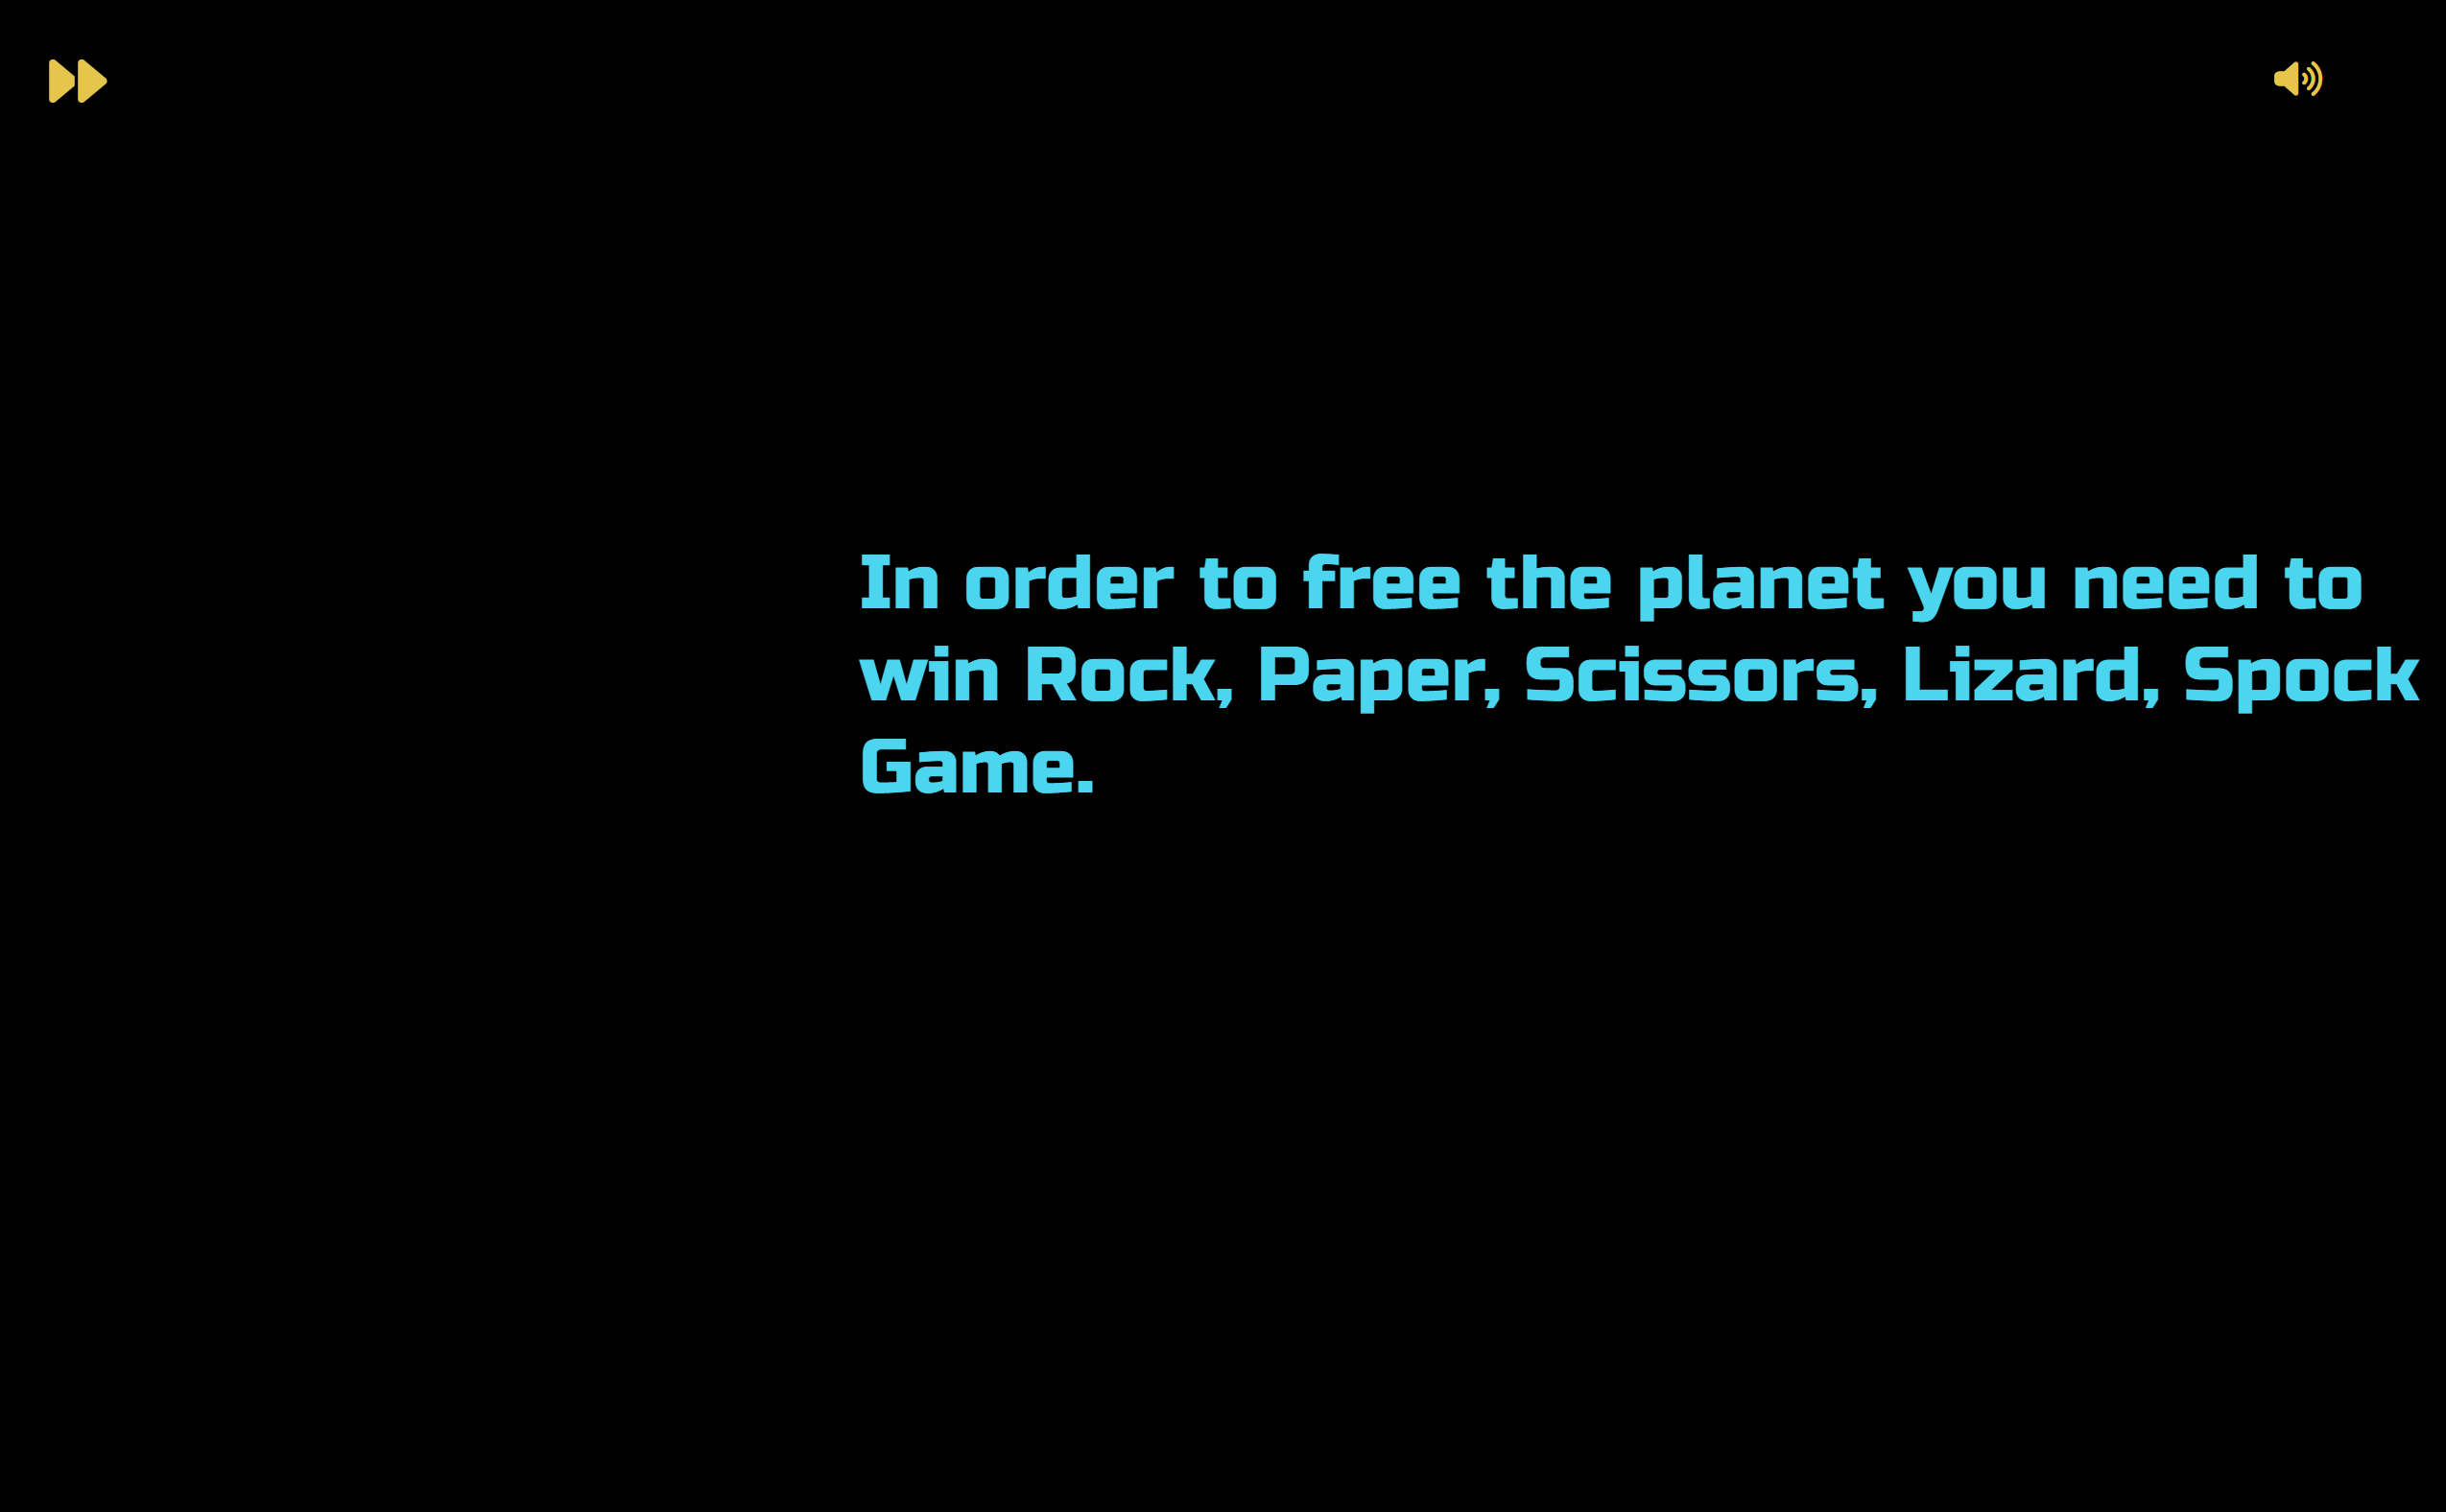 In order to free the planet you need to
win Rock, Paper, Scissors, Lizard, Spock
Game.